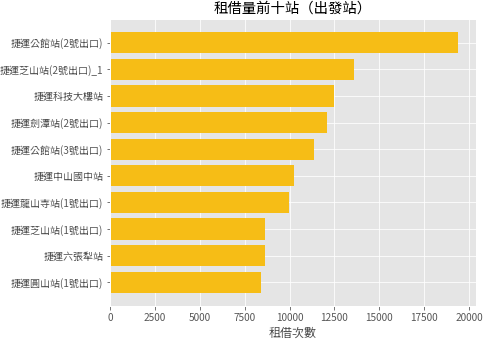 租借量前十站（出發站）
捷運公館站(2號出口)
捷運芝山站(2號出口)_1
捷運科技大樓站
捷運劍潭站(2號出口)
捷運公館站(3號出口)
捷運中山國中站
捷運龍山寺站(1號出口)
捷運芝山站(1號出口)
捷運六張犁站
捷運圓山站(1號出口)
0 2500 5000 7500 10000 12500 15000 17500 20000
租借次數